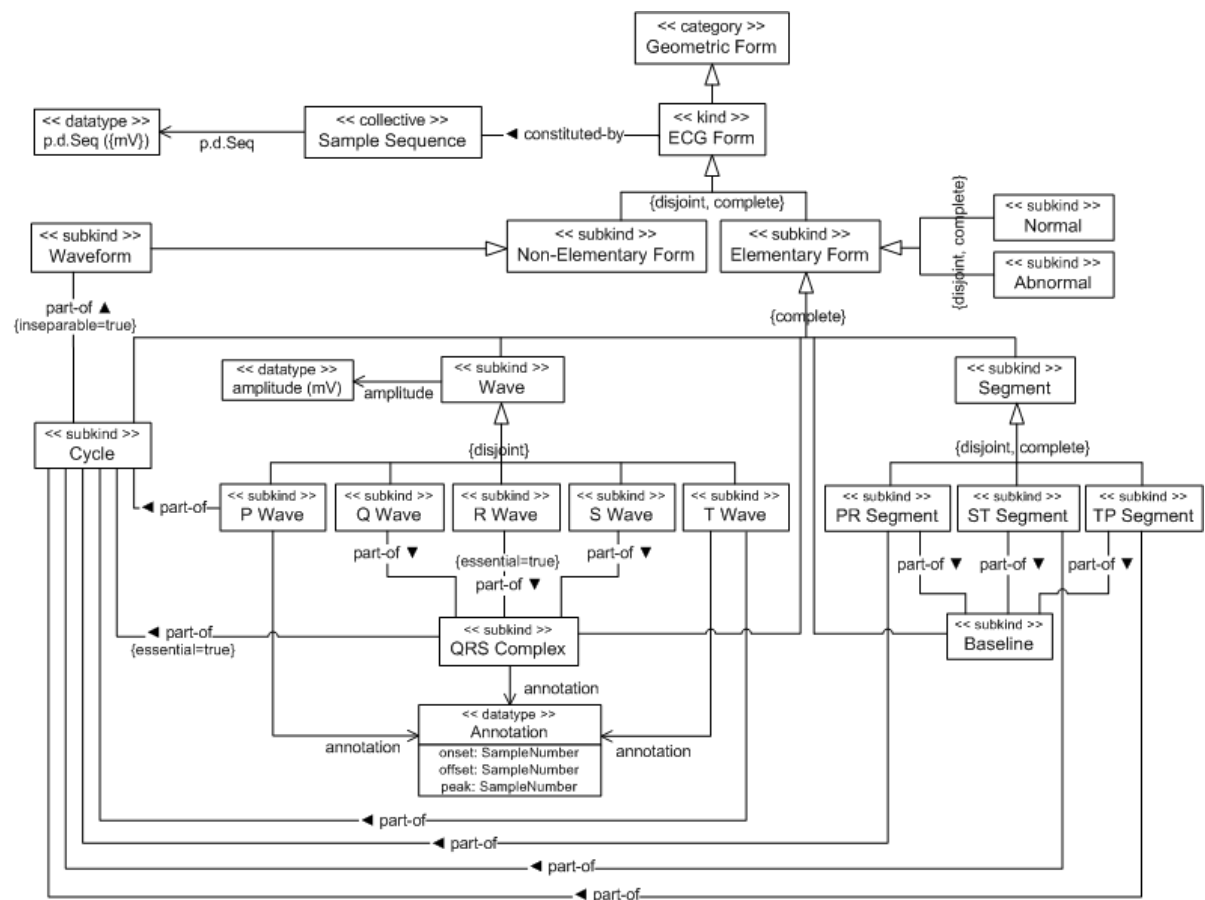 << category >>
Geometric Form
<< datatype >>
p.d.Seq ({mV})
p.d.Seq
<< collective >>
Sample Sequence
◄ constituted-by
<< kind >>
ECG Form
{disjoint, complete}
<< subkind >>
Waveform
<< subkind >>
Non-Elementary Form
<< subkind >>
Elementary Form
{disjoint, complete}
<< subkind >>
Normal
<< subkind >>
Abnormal
part-of ▲
{inseparable=true}
{complete}
<< datatype >>
amplitude (mV)
amplitude
<< subkind >>
Wave
<< subkind >>
Segment
<< subkind >>
Cycle
{disjoint}
{disjoint, complete}
◄ part-of
<< subkind >>
P Wave
<< subkind >>
Q Wave
<< subkind >>
R Wave
<< subkind >>
S Wave
<< subkind >>
T Wave
<< subkind >>
PR Segment
<< subkind >>
ST Segment
<< subkind >>
TP Segment
part-of ▼
{essential=true}
part-of ▼
part-of ▼
part-of ▼
part-of ▼
part-of ▼
◄ part-of
{essential=true}
<< subkind >>
QRS Complex
<< subkind >>
Baseline
annotation
annotation
<< datatype >>
Annotation
onset: SampleNumber
offset: SampleNumber
peak: SampleNumber
annotation
◄ part-of
◄ part-of
◄ part-of
◄ part-of